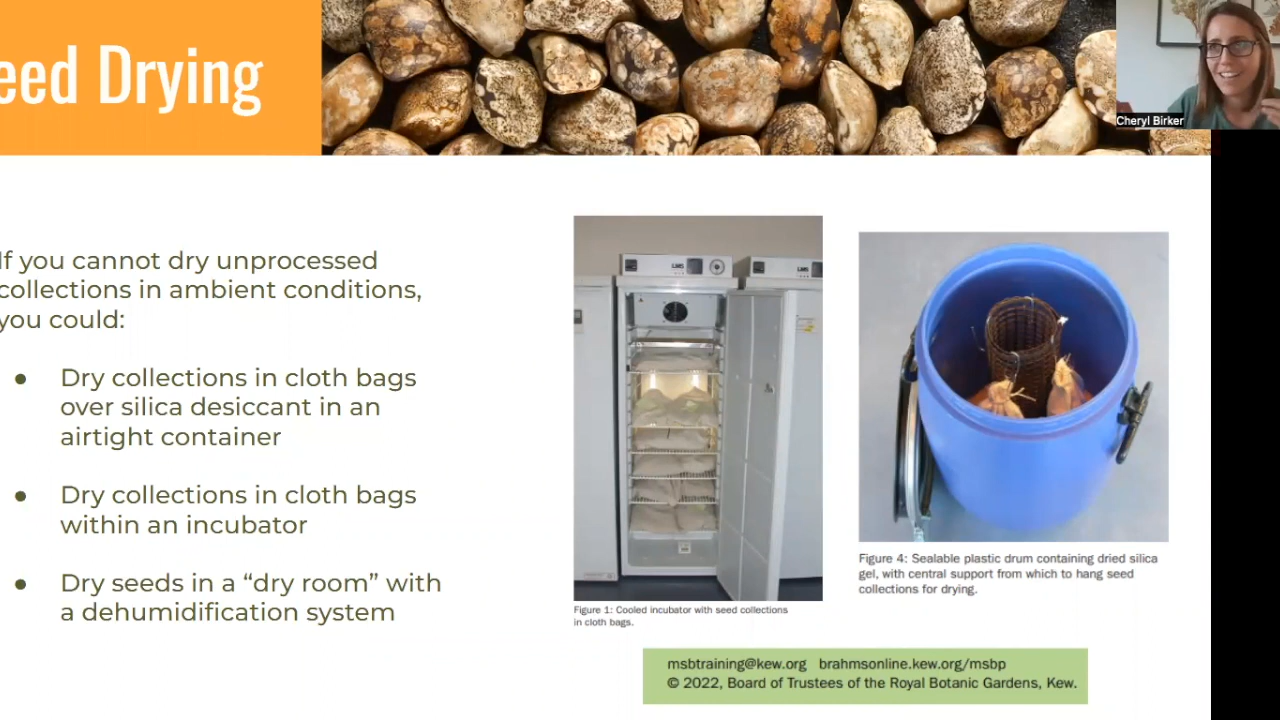 eed Drying
Cheryl Birker
If you cannot dry unprocessed
collections in ambient conditions,
you could:
● Dry collections in cloth bags
over silica desiccant in an
airtight container
● Dry collections in cloth bags
within an incubator
● Dry seeds in a “dry room” with
a dehumidification system
Figure 1: Cooled incubator with seed collections
in cloth bags.
Figure 4: Sealable plastic drum containing dried silica
gel, with central support from which to hang seed
collections for drying.
msbtraining@kew.org brahmsonline.kew.org/msbp
© 2022, Board of Trustees of the Royal Botanic Gardens, Kew.